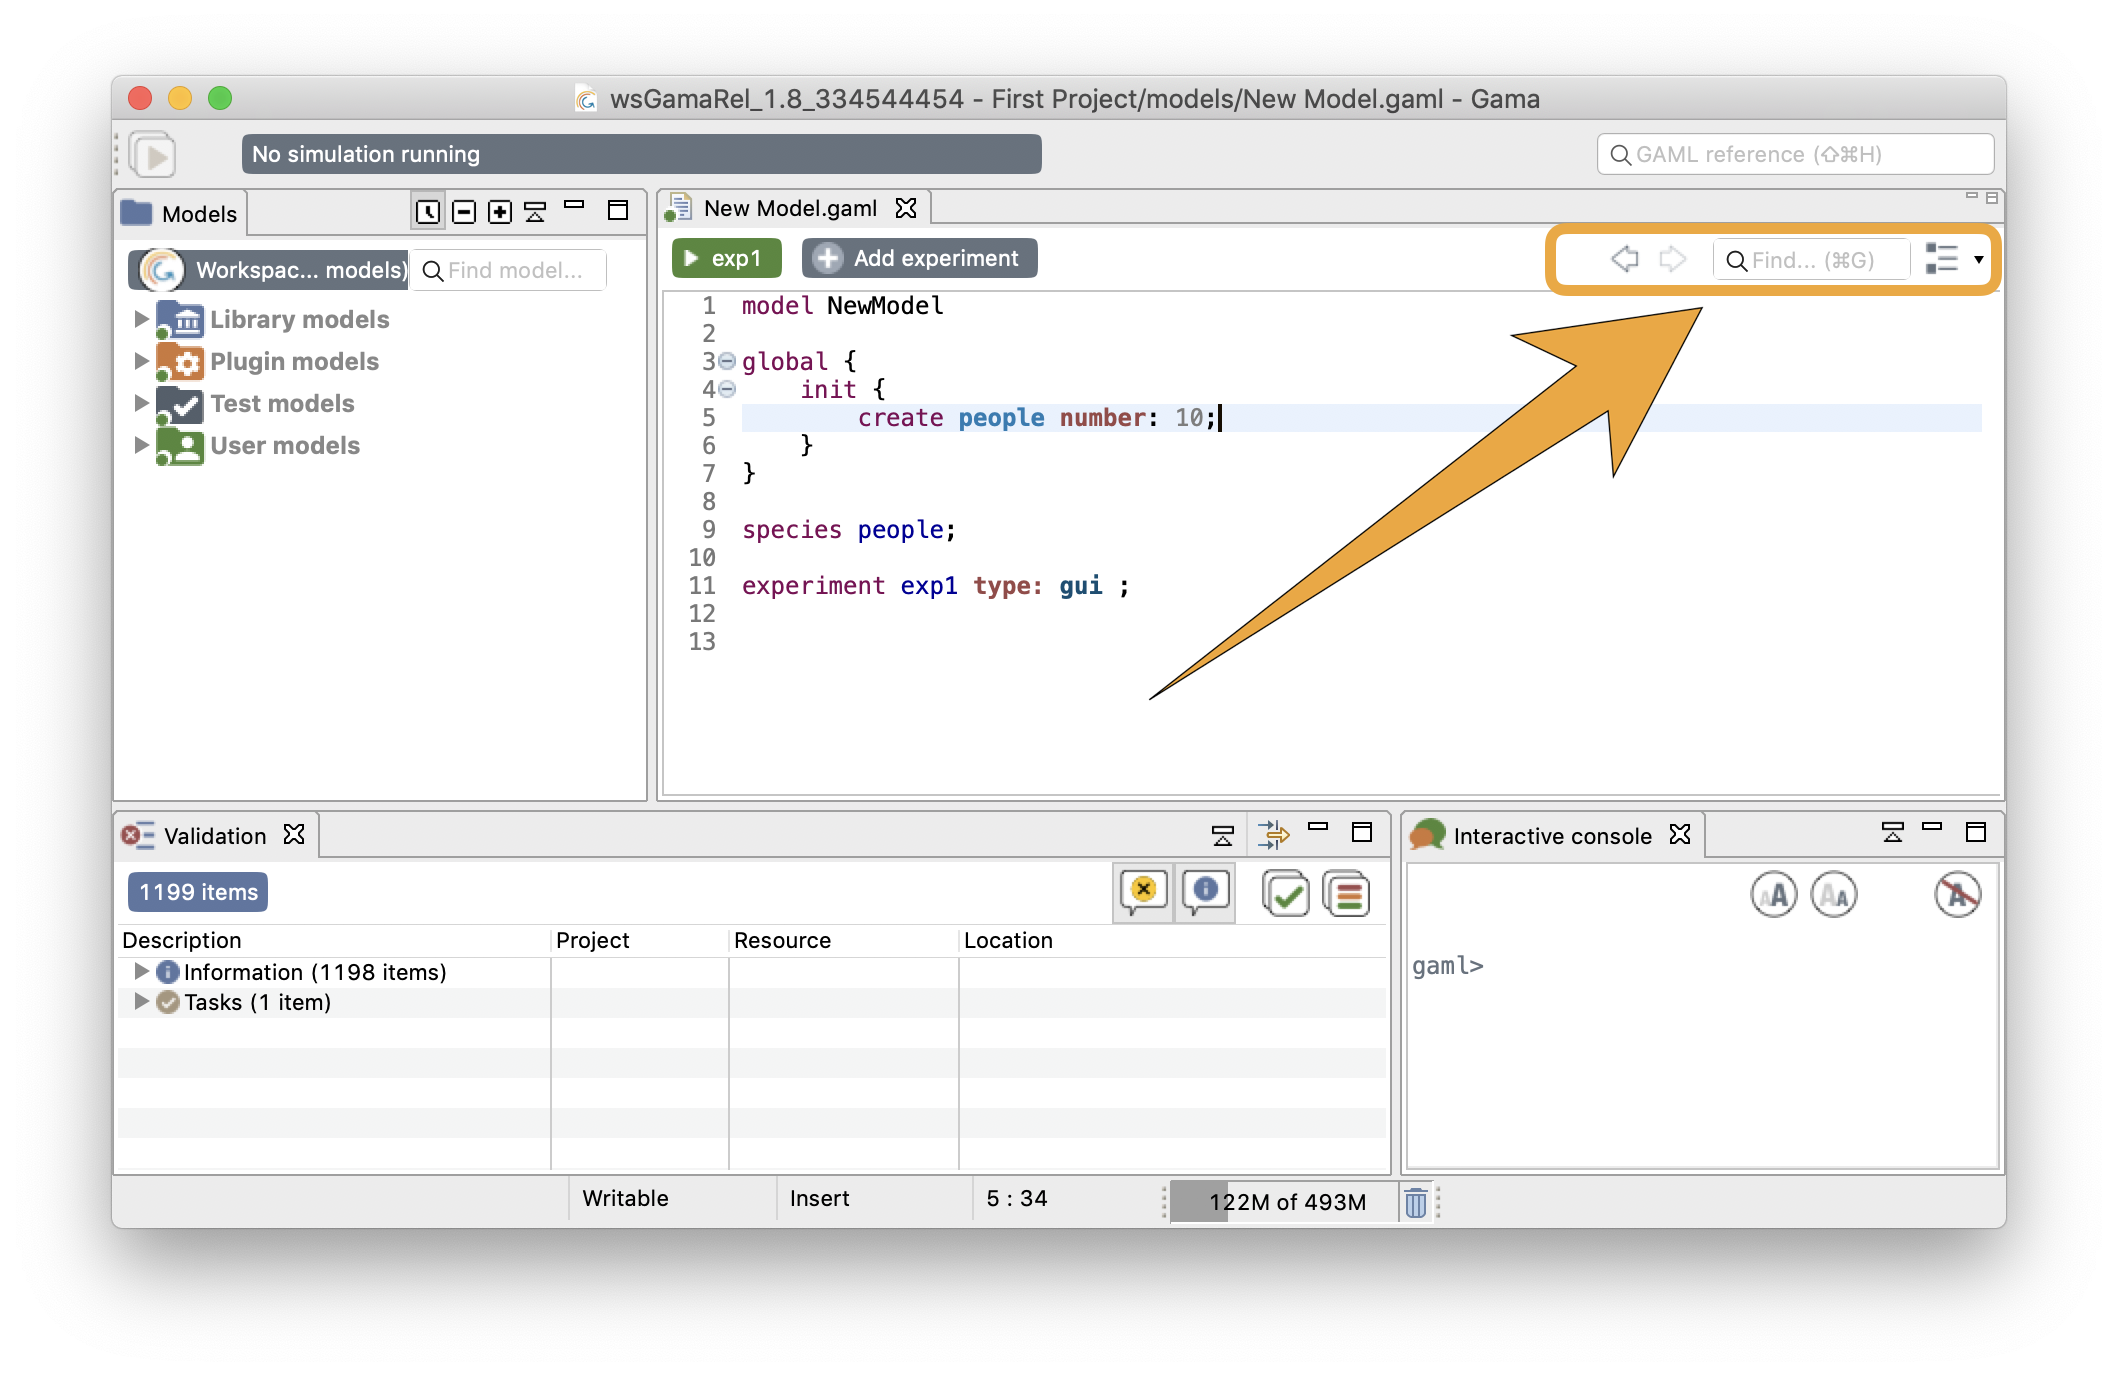 wsGamaRel_1.8_334544454 - First Project/models/New Model.gaml - Gama
No simulation running
GAML reference (⇧⌘H)
Models
Workspac... models)
Find model...
Library models
Plugin models
Test models
User models
New Model.gaml
exp1
Add experiment
Find... (⌘G)
1 model NewModel
2
3 global {
4 init {
5 create people number: 10;
6 }
7 }
8
9 species people;
10
11 experiment exp1 type: gui ;
12
13
Validation
1199 items
Description Project Resource Location
Information (1198 items)
Tasks (1 item)
Interactive console
gaml>
Writable Insert 5 : 34 122M of 493M